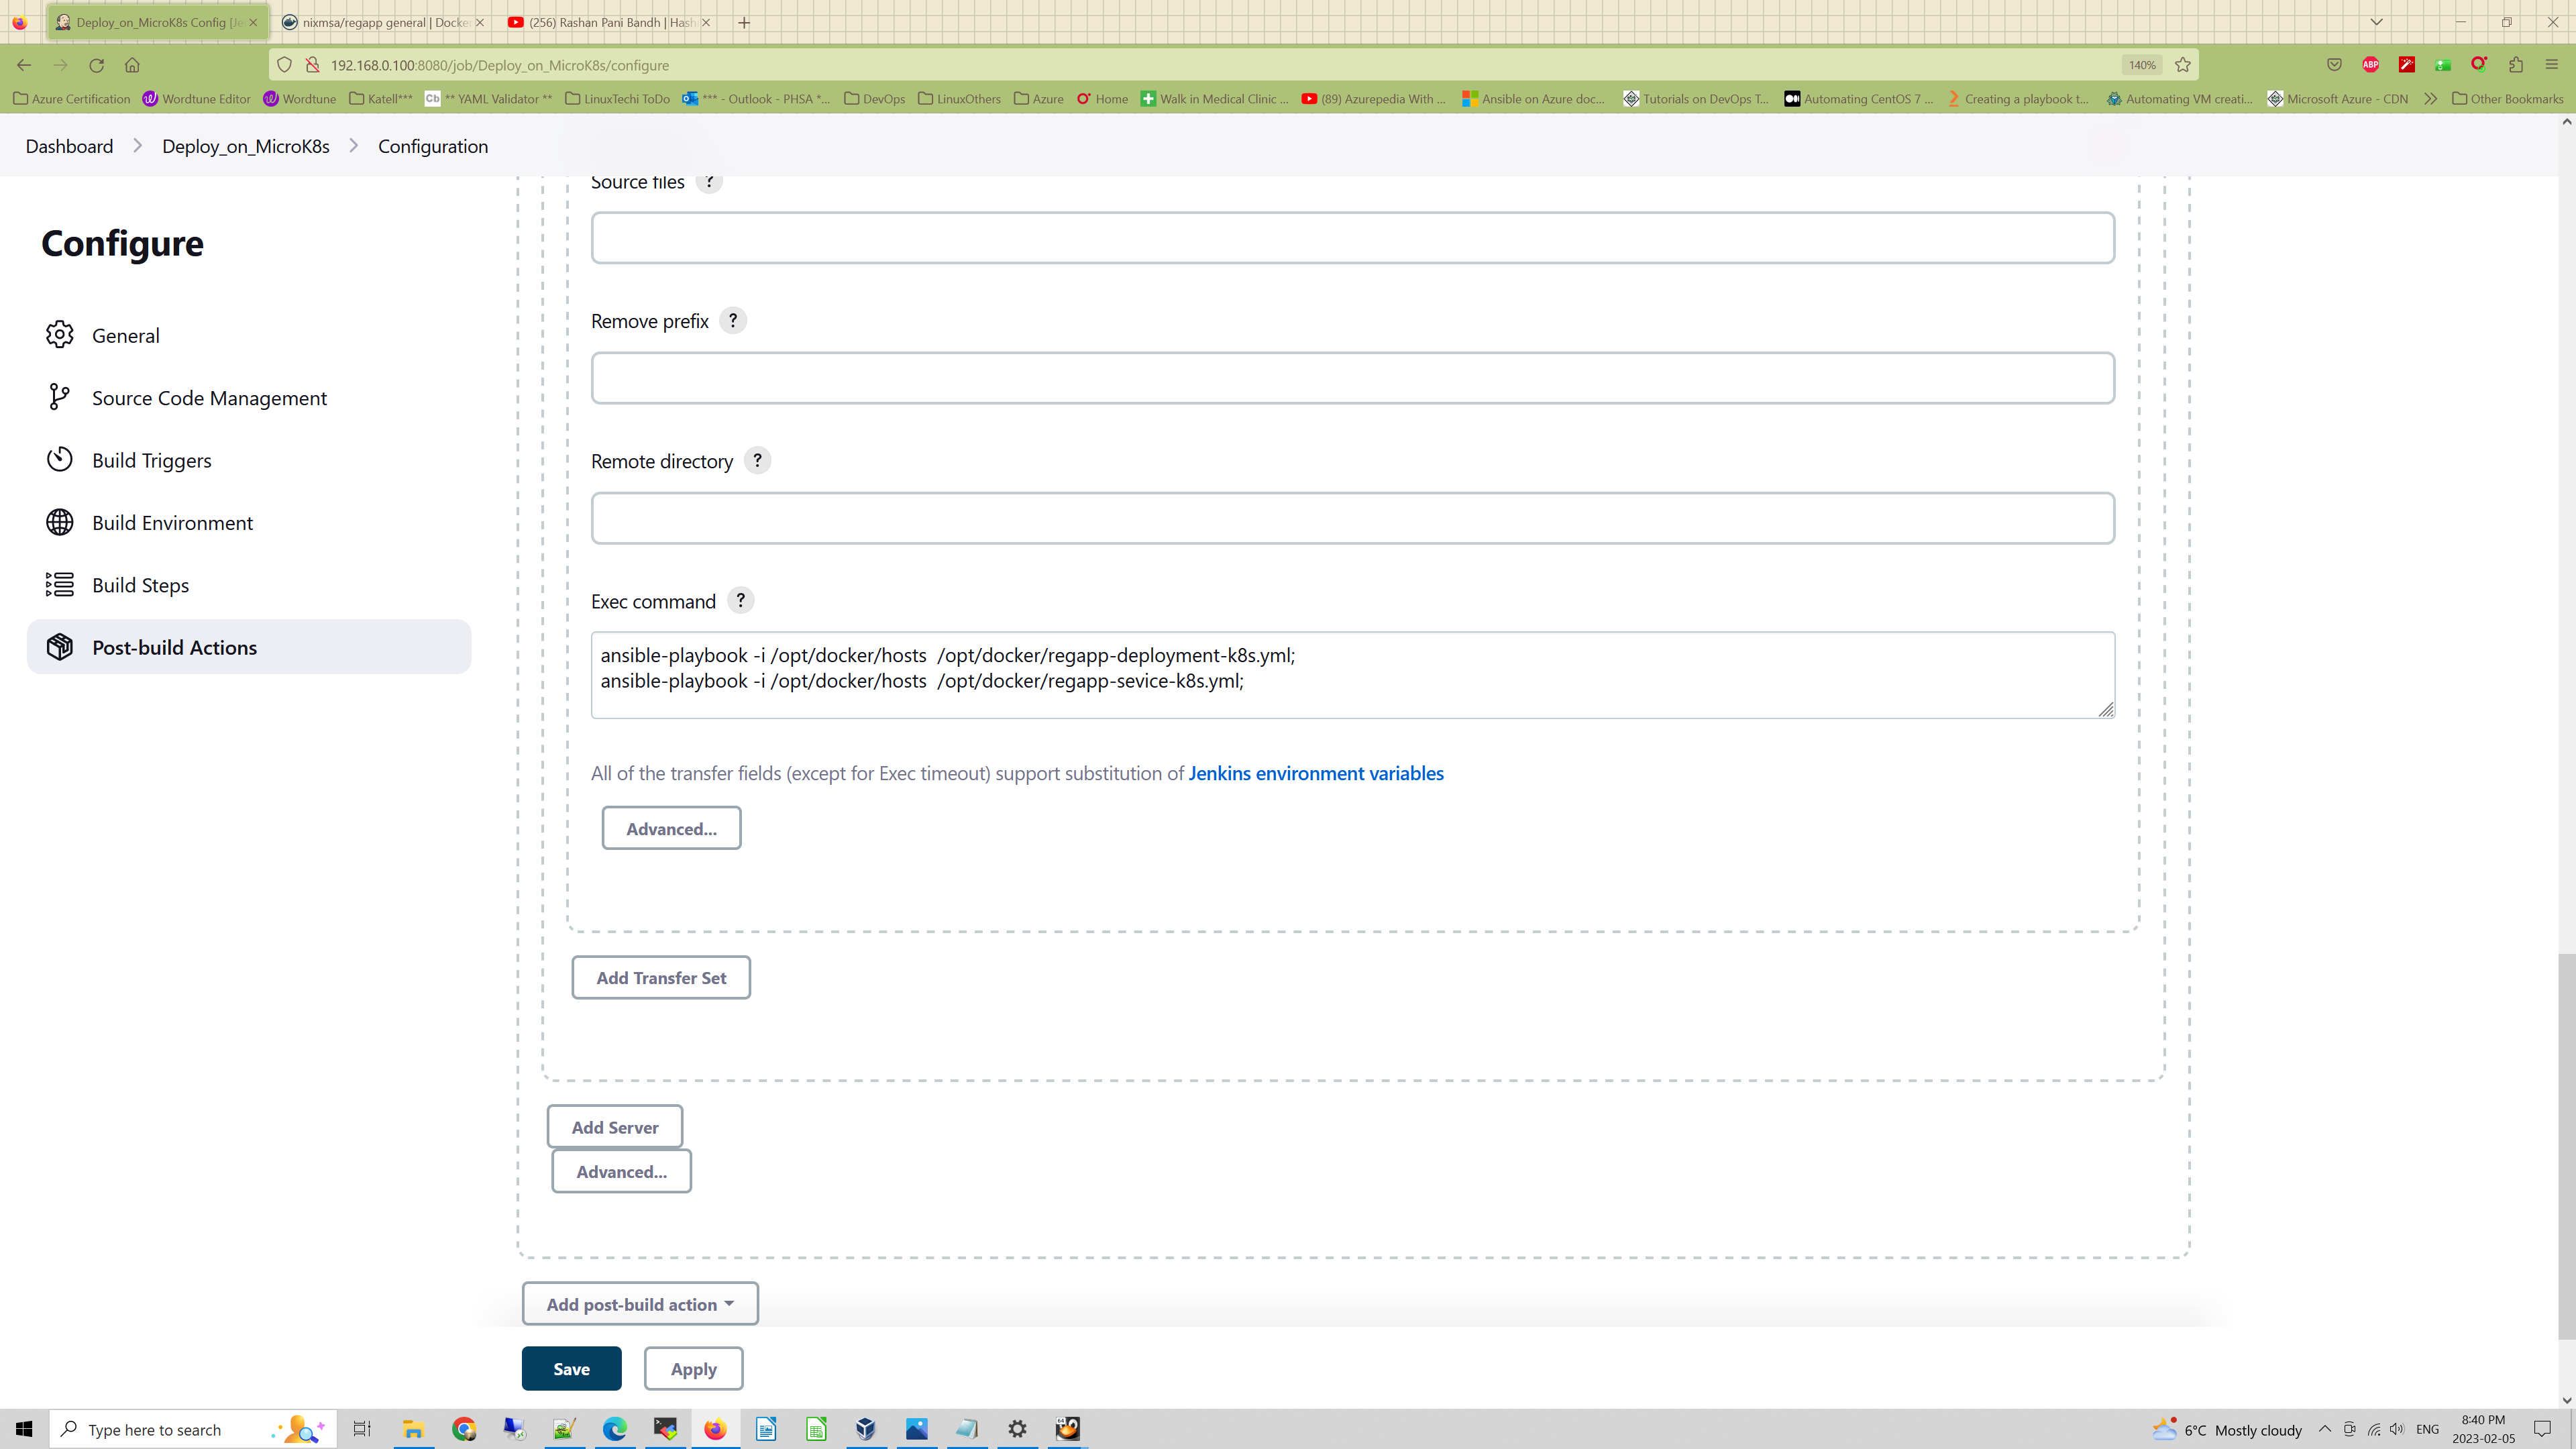 Deploy_on_MicroK8s Config [Je
nixmsa/regapp general | Docker
(256) Rashan Pani Bandh | Hash
192.168.0.100:8080/job/Deploy_on_MicroK8s/configure
140%
ABP
Azure Certification
Wordtune Editor
Wordtune
Katell***
Cb
** YAML Validator **
LinuxTechi ToDo
*** - Outlook - PHSA *...
DevOps
LinuxOthers
Azure
Home
Walk in Medical Clinic ...
(89) Azurepedia With ...
Ansible on Azure doc...
Tutorials on DevOps T...
Automating CentOS 7 ...
Creating a playbook t...
Automating VM creati...
Microsoft Azure - CDN
Other Bookmarks
Dashboard
Deploy_on_MicroK8s
Configuration
Configure
General
Source Code Management
Build Triggers
Build Environment
Build Steps
Post-build Actions
Source files ?
Remove prefix ?
Remote directory ?
Exec command ?
ansible-playbook -i /opt/docker/hosts  /opt/docker/regapp-deployment-k8s.yml;
ansible-playbook -i /opt/docker/hosts  /opt/docker/regapp-sevice-k8s.yml;
All of the transfer fields (except for Exec timeout) support substitution of Jenkins environment variables
Advanced...
Add Transfer Set
Add Server
Advanced...
Add post-build action
Save
Apply
Type here to search
6°C Mostly cloudy
ENG
8:40 PM
2023-02-05